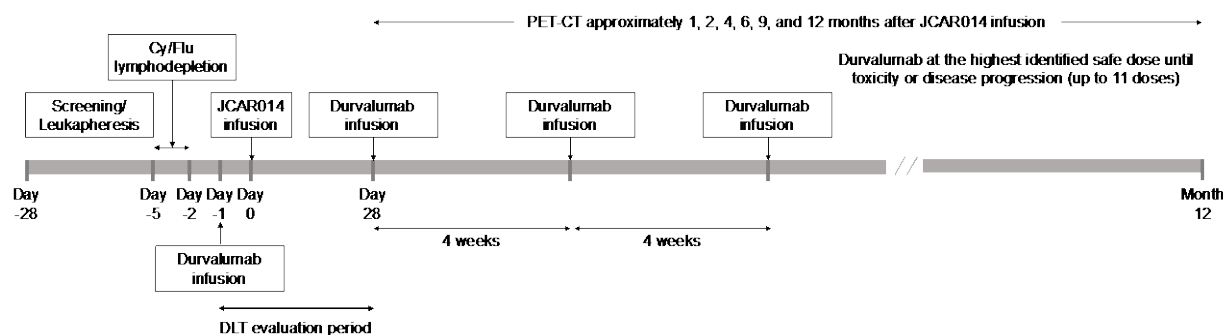 PET-CT approximately 1, 2, 4, 6, 9, and 12 months after JCAR014 infusion
Cy/Flu
lymphodepletion
Durvalumab at the highest identified safe dose until
toxicity or disease progression (up to 11 doses)
Screening/
Leukapheresis
JCAR014
infusion
Durvalumab
infusion
Durvalumab
infusion
Durvalumab
infusion
Day
-28
Day
-5
Day
-2
Day
-1
Day
0
Day
28
Month
12
4 weeks
4 weeks
Durvalumab
infusion
DLT evaluation period